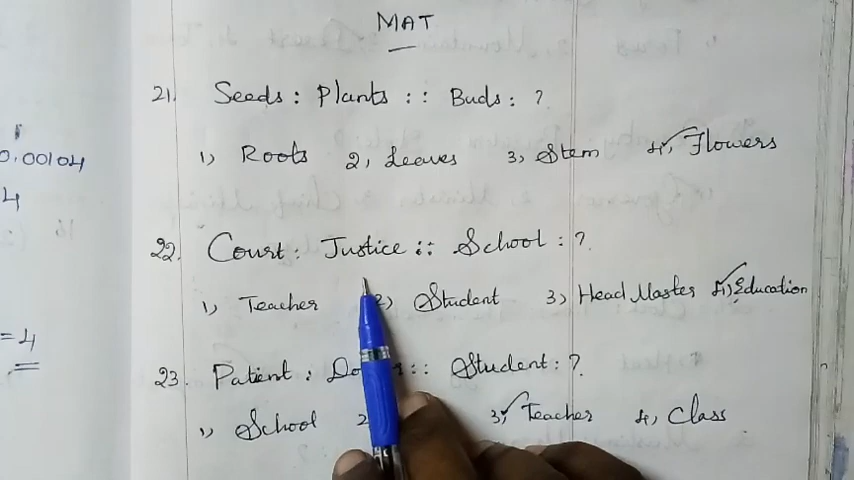 MAT
21. Seeds : Plants : : Buds : ?
0.00104
1) Roots 2, Leaves 3, Stem 4, Flowers
4
22. Court : Justice : : School : ?
1) Teacher 2) Student 3) Head Master 4) Education
= 4
23. Patient : : : Student : ?
1) School 2 3, Teacher 4, Class